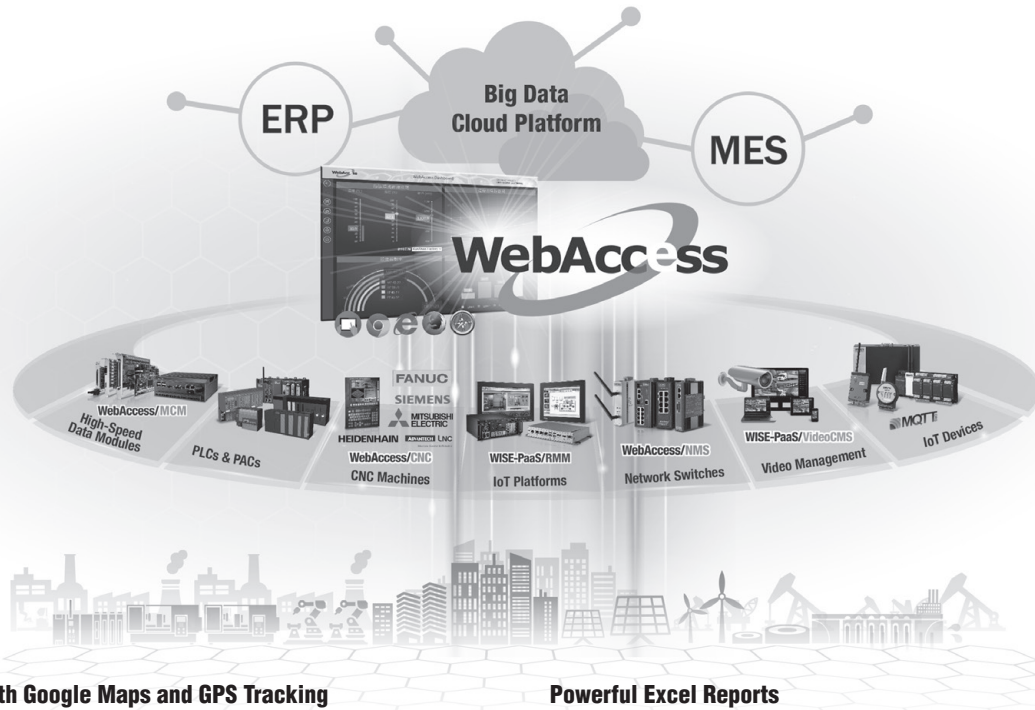 Big Data
Cloud Platform
ERP
MES
WebAccess
WebAccess/MCM
High-Speed
Data Modules
PLCs & PACs
FANUC
SIEMENS
MITSUBISHI
ELECTRIC
HEIDENHAIN
ADVANTECH LNC
WebAccess/CNC
CNC Machines
WISE-PaaS/RMM
IoT Platforms
WebAccess/NMS
Network Switches
WISE-PaaS/VideoCMS
Video Management
MQTT
IoT Devices
th Google Maps and GPS Tracking
Powerful Excel Reports